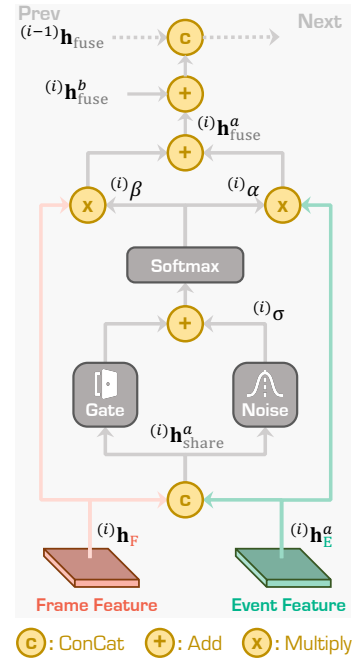 Prev Next
(i−1)h_fuse C
(i)h^b_fuse +
(i)h^a_fuse
+
(i)β (i)α
x x
Softmax
+ (i)σ
Gate Noise
(i)h^a_share
C
(i)h_F (i)h^a_E
Frame Feature Event Feature
C : ConCat + : Add x : Multiply